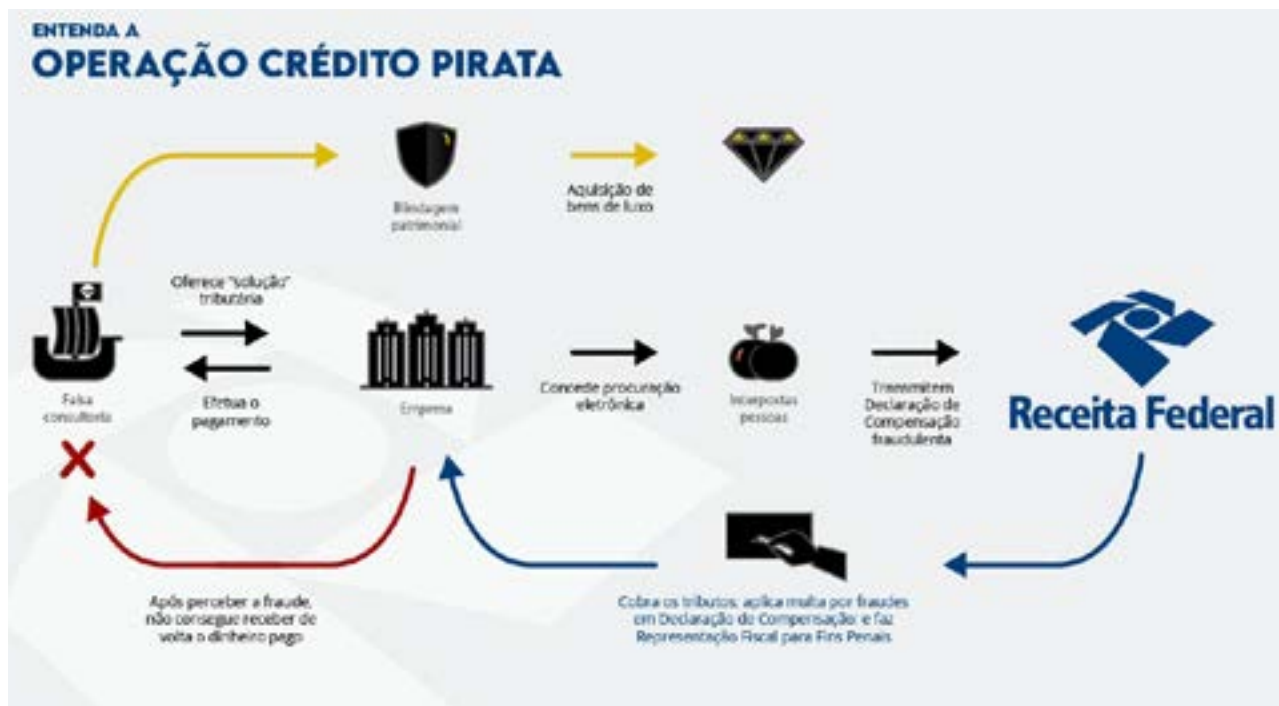 ENTENDA A
OPERAÇÃO CRÉDITO PIRATA
Blindagem
patrimonial
Aquisição de
bens de luxo
Oferece "solução"
tributária
Falsa
consultoria
Efetua o
pagamento
Empresa
Concede procuração
eletrônica
Interpostas
pessoas
Transmitem
Declaração de
Compensação
fraudulenta
Receita Federal
Após perceber a fraude,
não consegue receber de
volta o dinheiro pago
Cobra os tributos; aplica multa por fraudes
em Declaração de Compensação; e faz
Representação Fiscal para Fins Penais